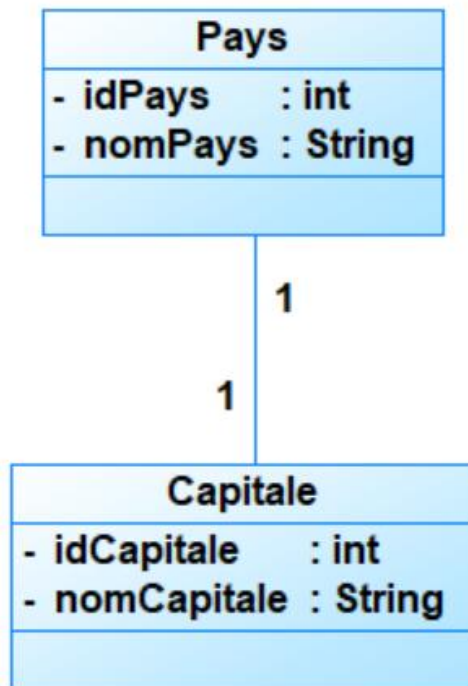 Pays
- idPays : int
- nomPays : String
1
1
Capitale
- idCapitale : int
- nomCapitale : String